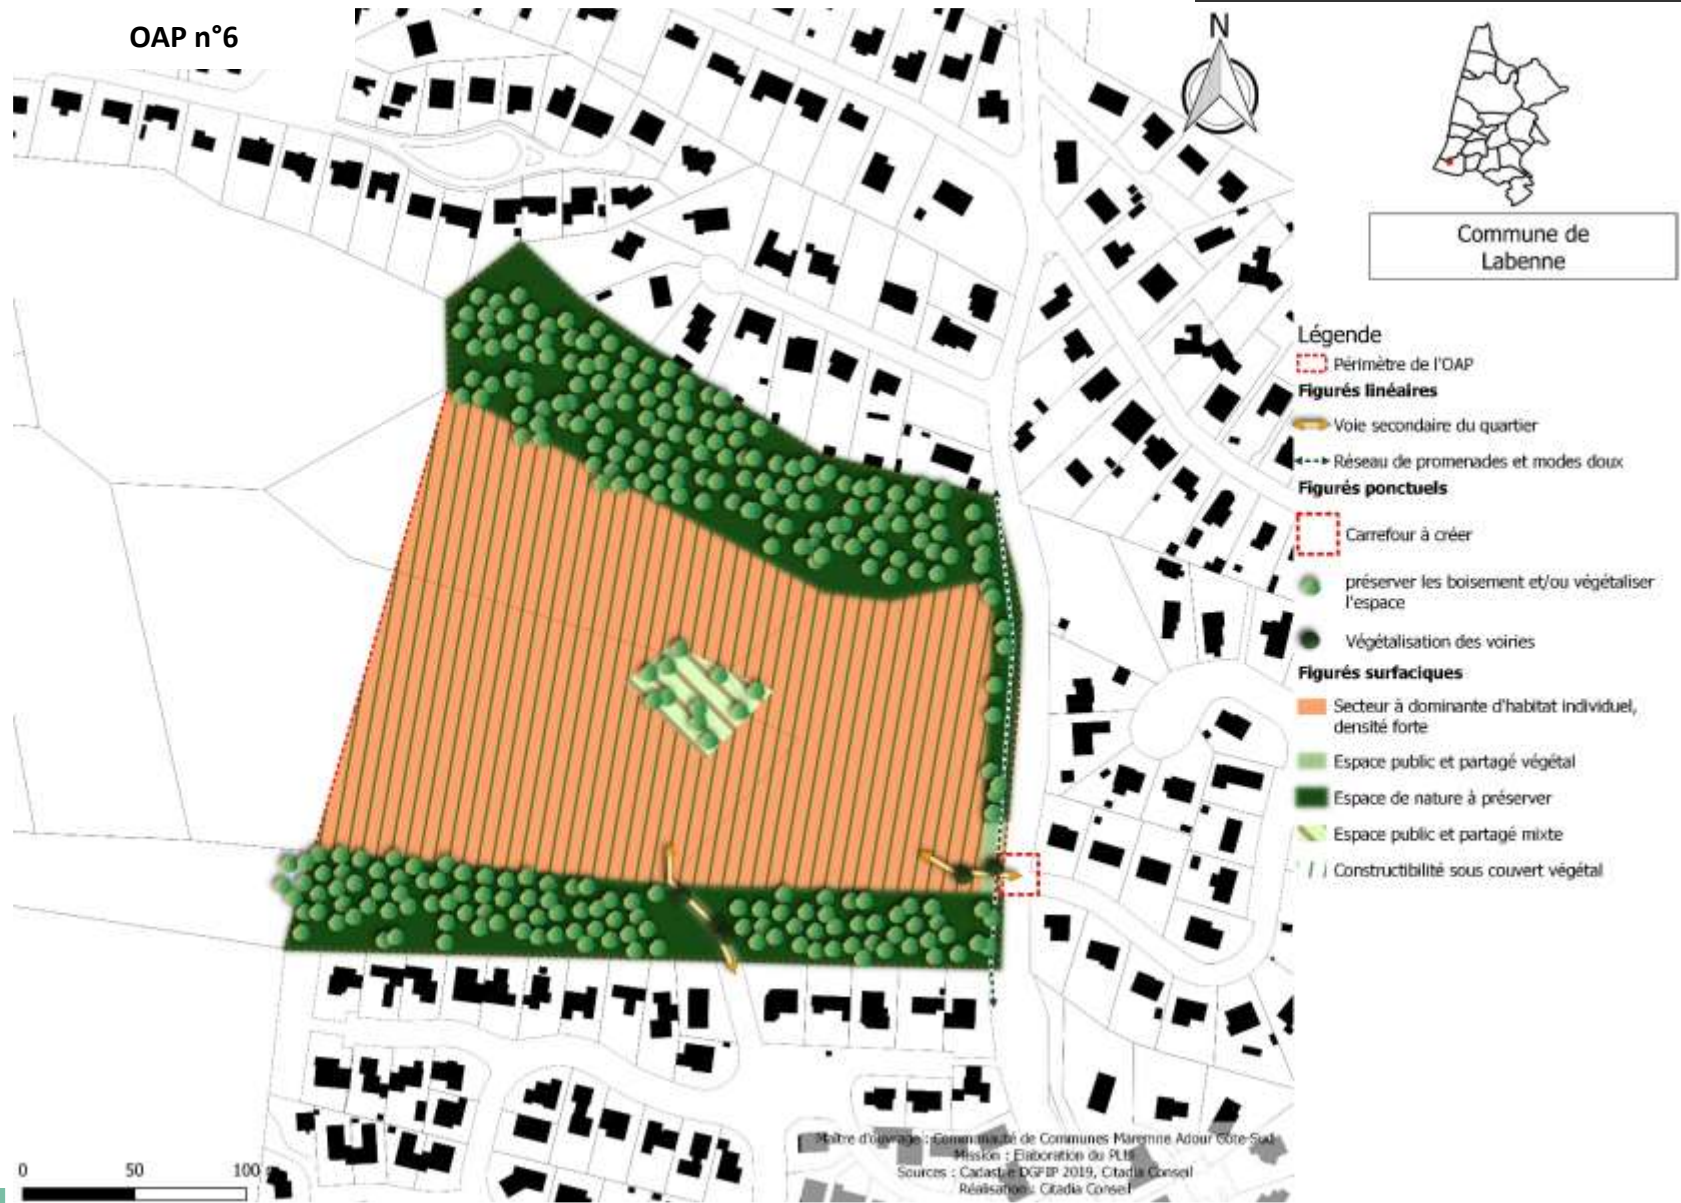 OAP n°6
N
Commune de
Labenne
Légende
Périmètre de l'OAP
Figurés linéaires
Voie secondaire du quartier
Réseau de promenades et modes doux
Figurés ponctuels
Carrefour à créer
préserver les boisement et/ou végétaliser
l'espace
Végétalisation des voiries
Figurés surfaciques
Secteur à dominante d'habitat individuel,
densité forte
Espace public et partagé végétal
Espace de nature à préserver
Espace public et partagé mixte
Constructibilité sous couvert végétal
Maître d'ouvrage : Communauté de Communes Maremne Adour Côte-Sud
Mission : Elaboration du PLUi
Sources : Cadastre DGFIP 2019, Citadia Conseil
Réalisation : Citadia Conseil
0 50 100